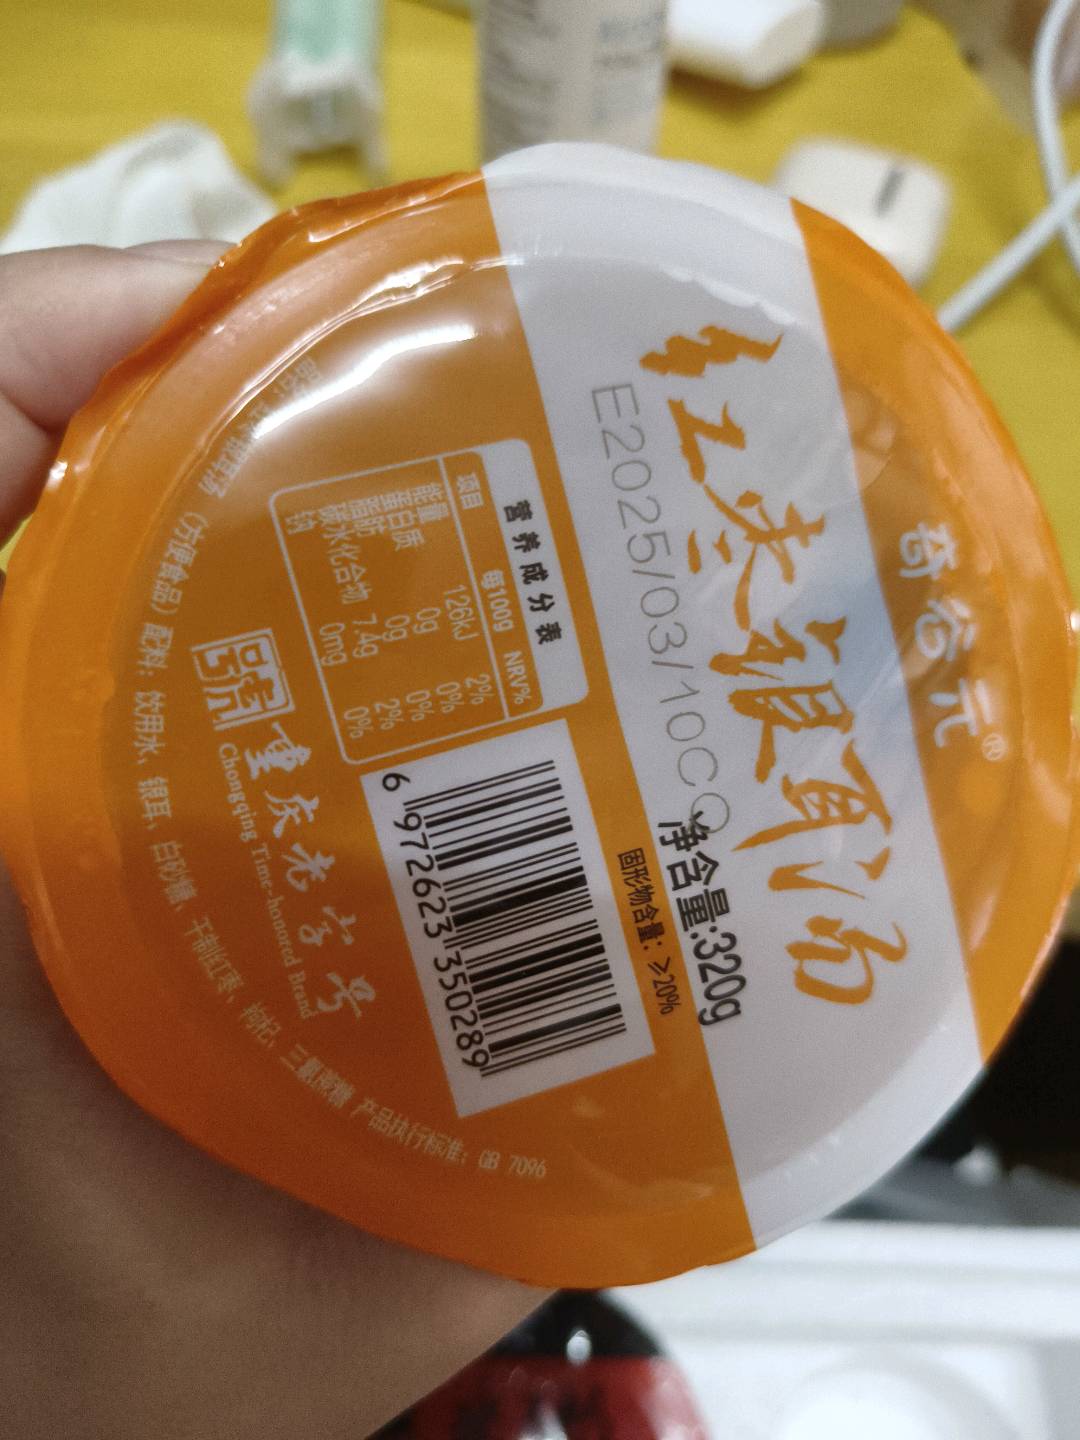 吾谷元®
红枣银耳汤
E2025/03/10CQ
净含量:320g
固形物含量：≥20%
营养成分表
项目 每100g NRV%
能量 126kJ 2%
蛋白质 0g 0%
脂肪 0g 0%
碳水化合物 7.4g 2%
钠 0mg 0%
6 972623 350289
重庆老字号
Chongqing Time-honored Brand
（方便食品） 配料：饮用水、银耳、白砂糖、干制红枣、枸杞、三氯蔗糖 产品执行标准：GB 7096